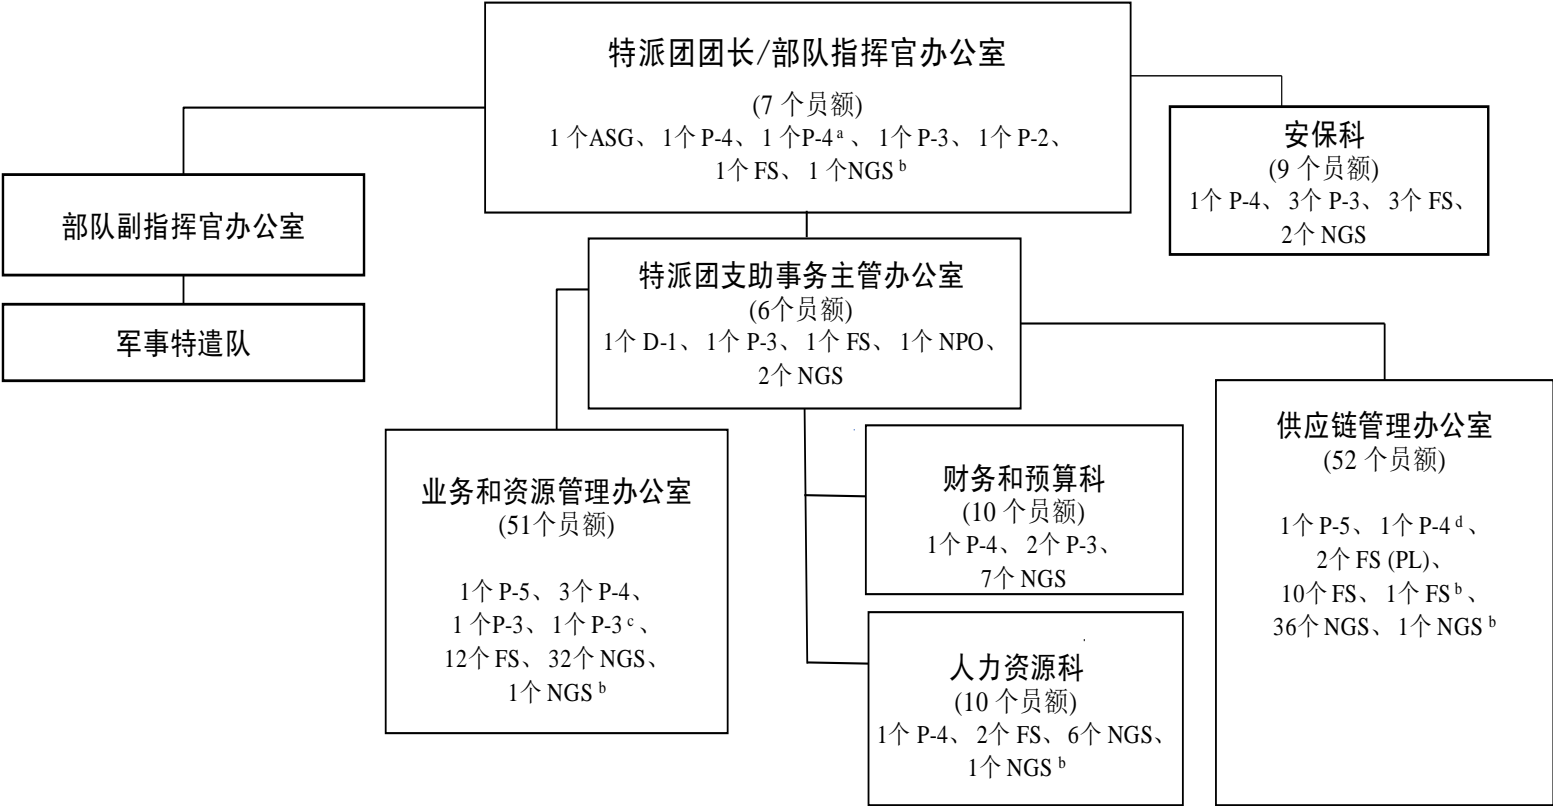 特派团团长/部队指挥官办公室
(7 个员额)
1 个ASG、 1个 P-4、 1 个P-4 a 、 1个 P-3、 1个 P-2、
1个 FS、 1 个NGS b
安保科
(9 个员额)
1个 P-4、 3个 P-3、 3个 FS、
2个 NGS
部队副指挥官办公室
军事特遣队
特派团支助事务主管办公室
(6个员额)
1个 D-1、 1个 P-3、 1个 FS、 1个 NPO、
2个 NGS
业务和资源管理办公室
(51个员额)
1个 P-5、 3个 P-4、
1 个P-3、 1个 P-3 c 、
12个 FS、 32个 NGS、
1个 NGS b
财务和预算科
(10 个员额)
1个 P-4、 2个 P-3、
7个 NGS
人力资源科
(10 个员额)
1个 P-4、 2个 FS、 6个 NGS、
1个 NGS b
供应链管理办公室
(52 个员额)
1个 P-5、 1个 P-4 d 、
2个 FS (PL)、
10个 FS、 1个 FS b 、
36个 NGS、 1个 NGS b